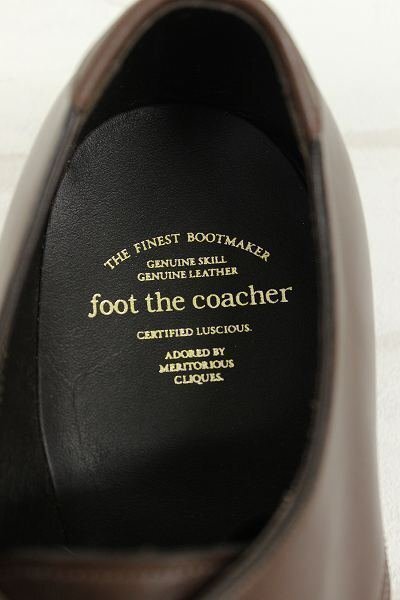 THE FINEST BOOTMAKER
GENUINE SKILL
GENUINE LEATHER
foot the coacher
CERTIFIED LUSCIOUS.
ADORED BY
MERITORIOUS
CLIQUES.